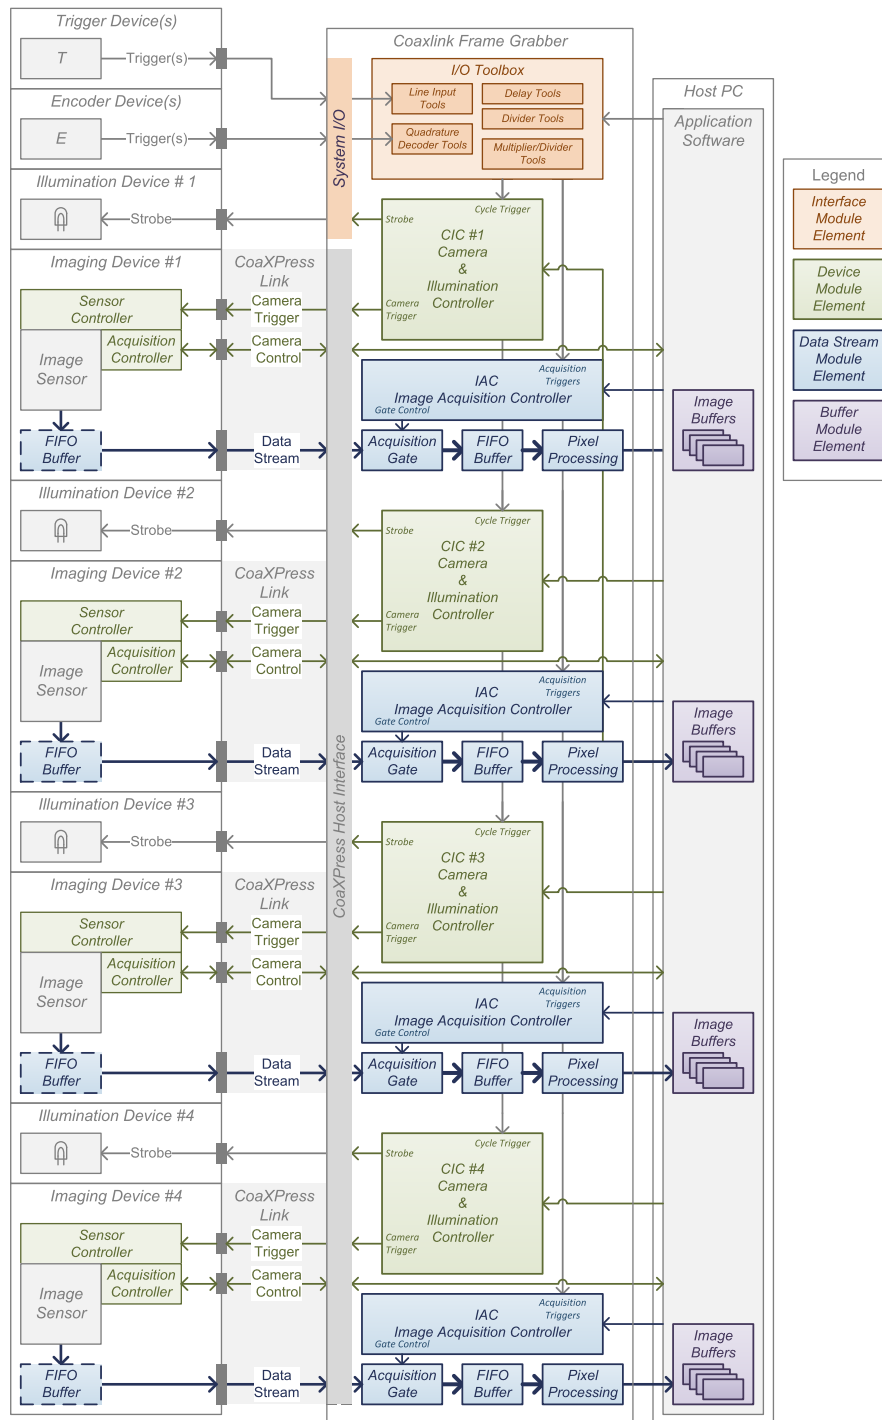 Trigger Device(s)
T
Trigger(s)
Encoder Device(s)
E
Trigger(s)
Illumination Device # 1
Strobe
Imaging Device #1
Sensor
Controller
Image
Sensor
Acquisition
Controller
FIFO
Buffer
CoaXPress
Link
Camera
Trigger
Camera
Control
Data
Stream
Illumination Device #2
Strobe
Imaging Device #2
Sensor
Controller
Image
Sensor
Acquisition
Controller
FIFO
Buffer
CoaXPress
Link
Camera
Trigger
Camera
Control
Data
Stream
Illumination Device #3
Strobe
Imaging Device #3
Sensor
Controller
Image
Sensor
Acquisition
Controller
FIFO
Buffer
CoaXPress
Link
Camera
Trigger
Camera
Control
Data
Stream
Illumination Device #4
Strobe
Imaging Device #4
Sensor
Controller
Image
Sensor
Acquisition
Controller
FIFO
Buffer
CoaXPress
Link
Camera
Trigger
Camera
Control
Data
Stream
Coaxlink Frame Grabber
System I/O
CoaXPress Host Interface
I/O Toolbox
Line Input
Tools
Quadrature
Decoder Tools
Delay Tools
Divider Tools
Multiplier/Divider
Tools
Cycle Trigger
Strobe
CIC #1
Camera
&
Illumination
Controller
Camera
Trigger
IAC
Image Acquisition Controller
Acquisition
Triggers
Gate Control
Acquisition
Gate
FIFO
Buffer
Pixel
Processing
Cycle Trigger
Strobe
CIC #2
Camera
&
Illumination
Controller
Camera
Trigger
IAC
Image Acquisition Controller
Acquisition
Triggers
Gate Control
Acquisition
Gate
FIFO
Buffer
Pixel
Processing
Cycle Trigger
Strobe
CIC #3
Camera
&
Illumination
Controller
Camera
Trigger
IAC
Image Acquisition Controller
Acquisition
Triggers
Gate Control
Acquisition
Gate
FIFO
Buffer
Pixel
Processing
Cycle Trigger
Strobe
CIC #4
Camera
&
Illumination
Controller
Camera
Trigger
IAC
Image Acquisition Controller
Acquisition
Triggers
Gate Control
Acquisition
Gate
FIFO
Buffer
Pixel
Processing
Host PC
Application
Software
Image
Buffers
Image
Buffers
Image
Buffers
Image
Buffers
Legend
Interface
Module
Element
Device
Module
Element
Data Stream
Module
Element
Buffer
Module
Element